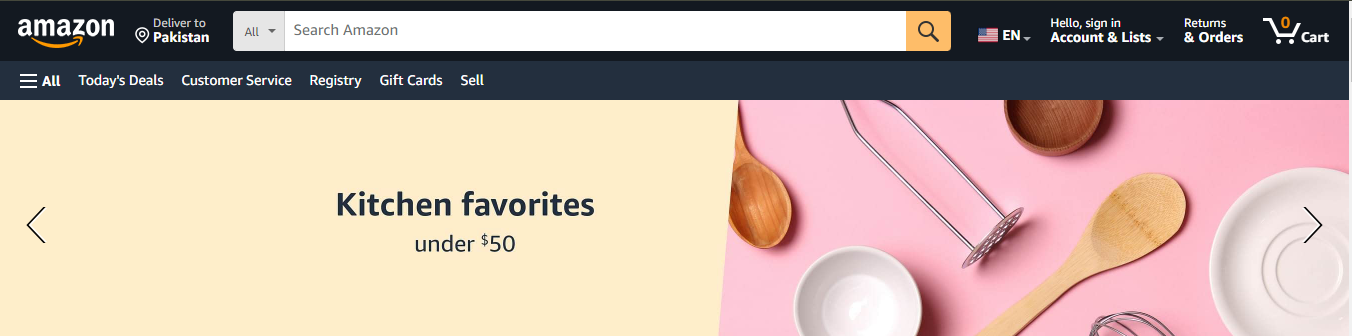 amazon
Deliver to
Pakistan
All
Search Amazon
EN
Hello, sign in
Account & Lists
Returns
& Orders
0
Cart
All
Today's Deals
Customer Service
Registry
Gift Cards
Sell
Kitchen favorites
under $50